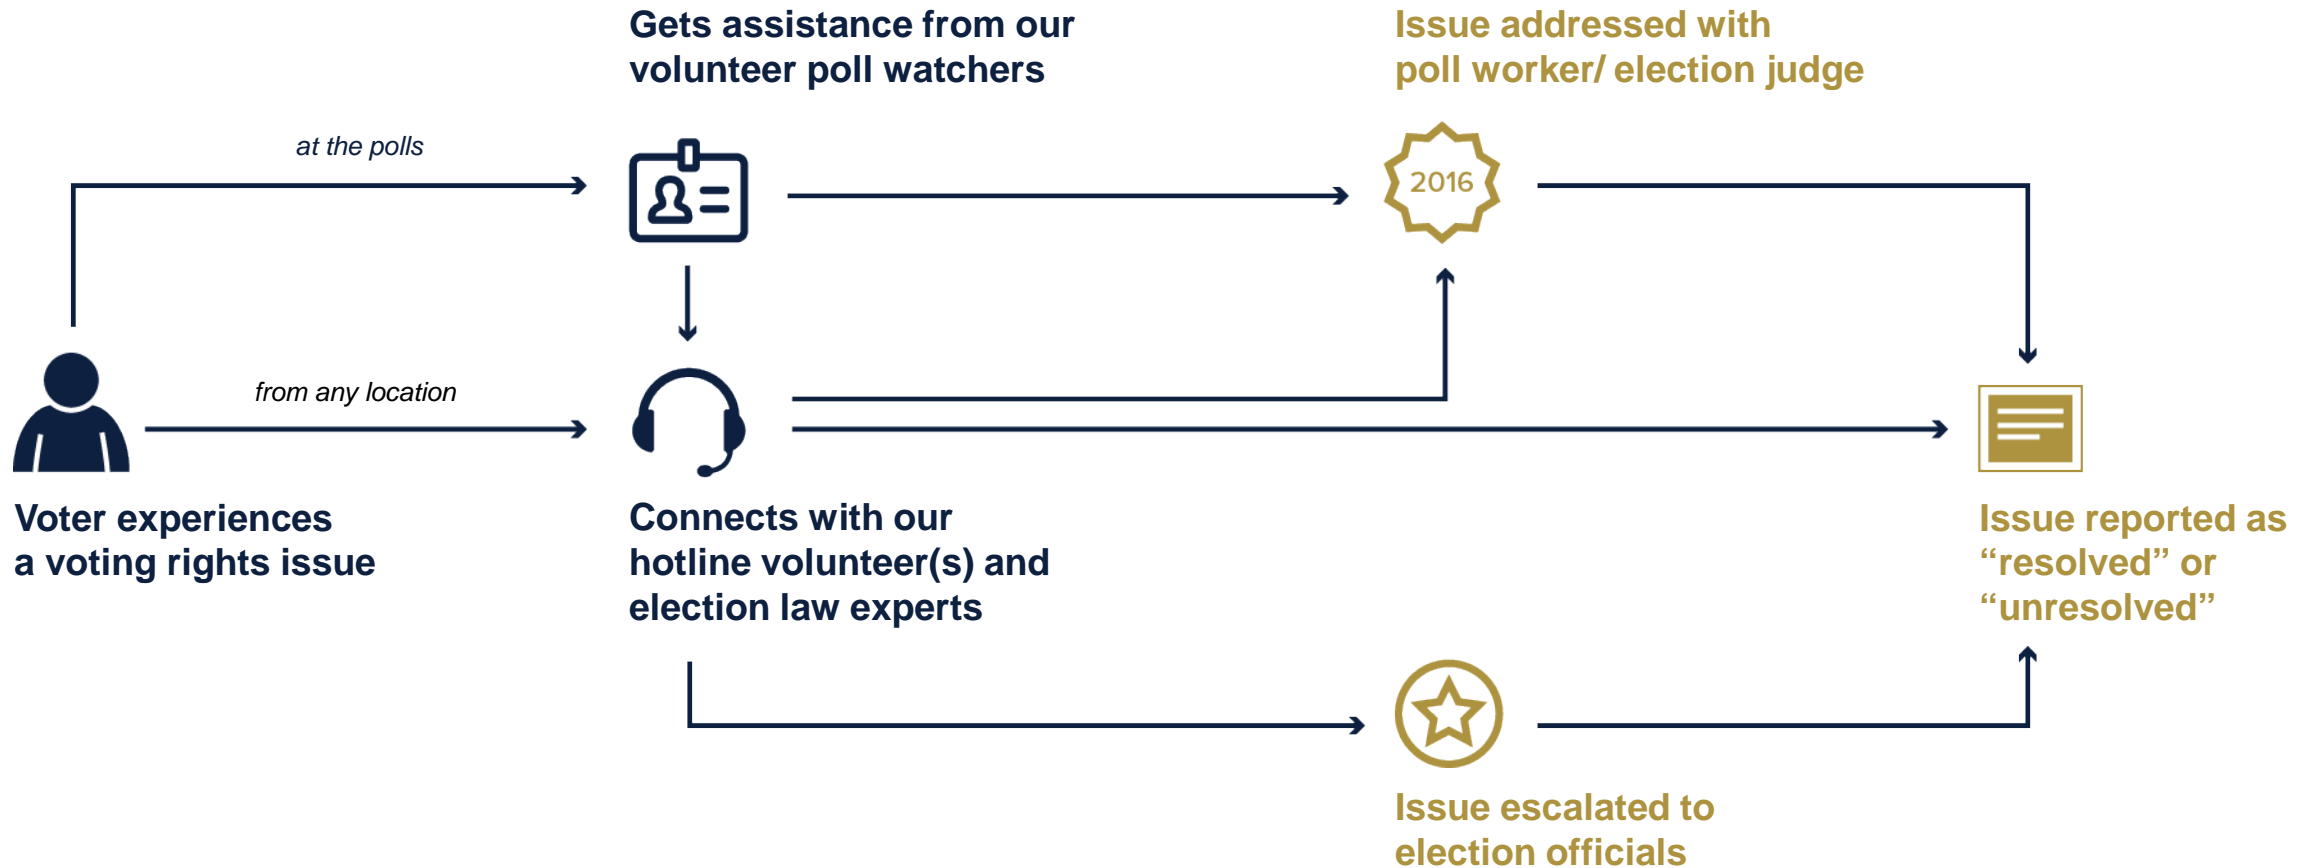 Gets assistance from our
volunteer poll watchers
Issue addressed with
poll worker/ election judge
at the polls
2016
from any location
Voter experiences
a voting rights issue
Connects with our
hotline volunteer(s) and
election law experts
Issue reported as
“resolved” or
“unresolved”
Issue escalated to
election officials